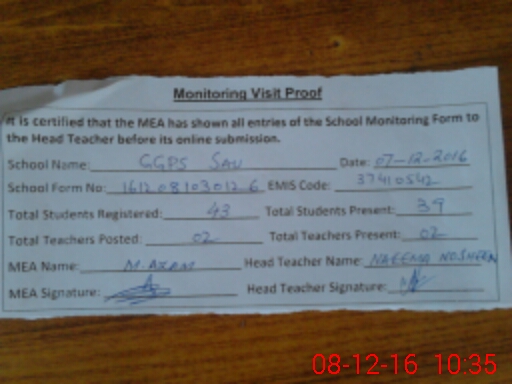 Monitoring Visit Proof
It is certified that the MEA has shown all entries of the School Monitoring Form to
the Head Teacher before its online submission.
School Name: GGPS SAU Date: 07-12-2016
School Form No: 1612081030126 EMIS Code: 37410542
Total Students Registered: 43 Total Students Present: 39
Total Teachers Posted: 02 Total Teachers Present: 02
MEA Name: M.AZAM Head Teacher Name: NAEEMA NOSHEEN
MEA Signature: Head Teacher Signature:
08-12-16 10:35